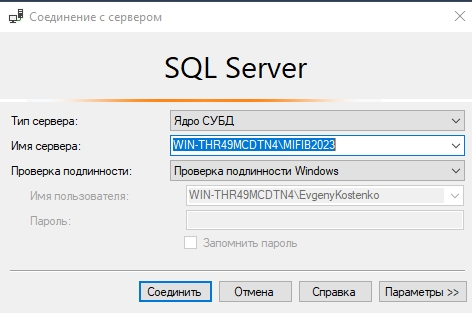 Соединение с сервером
SQL Server
Тип сервера: Ядро СУБД
Имя сервера: WIN-THR49MCDTN4\MIFIB2023
Проверка подлинности: Проверка подлинности Windows
Имя пользователя: WIN-THR49MCDTN4\EvgenyKostenko
Пароль:
Запомнить пароль
Соединить Отмена Справка Параметры >>